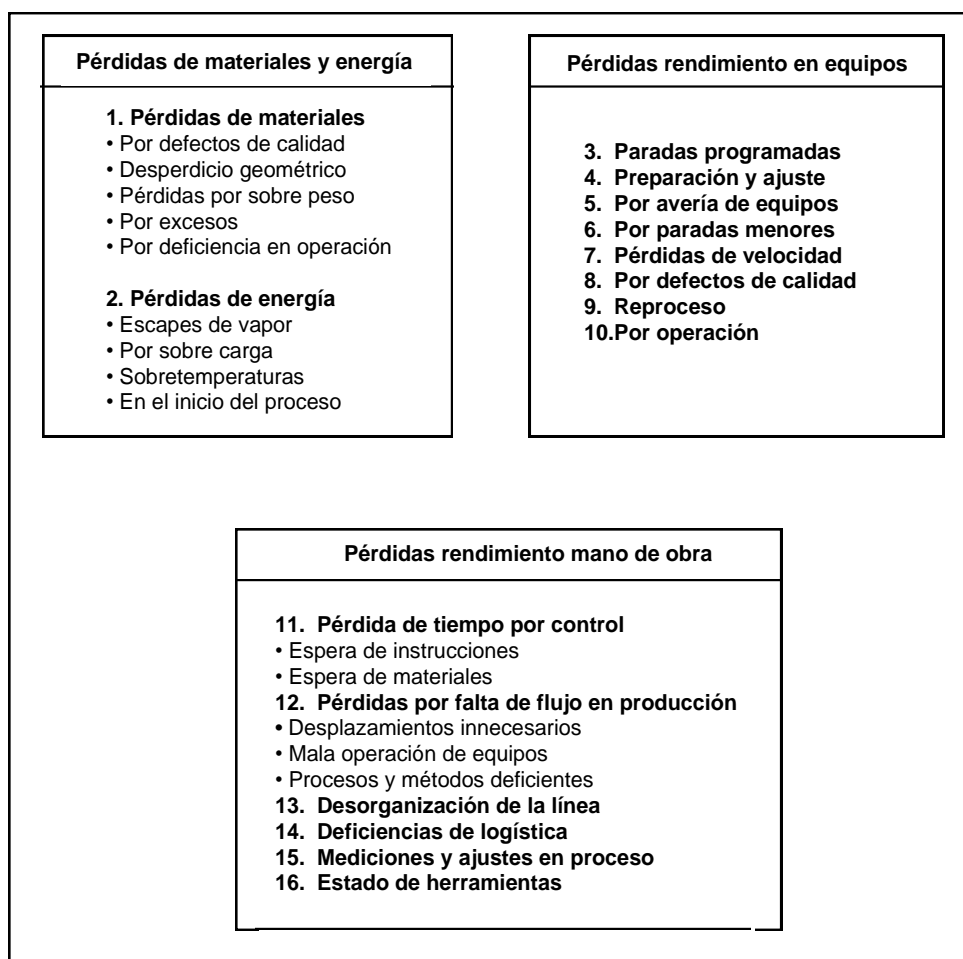 Pérdidas de materiales y energía
1. Pérdidas de materiales
• Por defectos de calidad
• Desperdicio geométrico
• Pérdidas por sobre peso
• Por excesos
• Por deficiencia en operación
2. Pérdidas de energía
• Escapes de vapor
• Por sobre carga
• Sobretemperaturas
• En el inicio del proceso
Pérdidas rendimiento en equipos
3. Paradas programadas
4. Preparación y ajuste
5. Por avería de equipos
6. Por paradas menores
7. Pérdidas de velocidad
8. Por defectos de calidad
9. Reproceso
10.Por operación
Pérdidas rendimiento mano de obra
11. Pérdida de tiempo por control
• Espera de instrucciones
• Espera de materiales
12. Pérdidas por falta de flujo en producción
• Desplazamientos innecesarios
• Mala operación de equipos
• Procesos y métodos deficientes
13. Desorganización de la línea
14. Deficiencias de logística
15. Mediciones y ajustes en proceso
16. Estado de herramientas